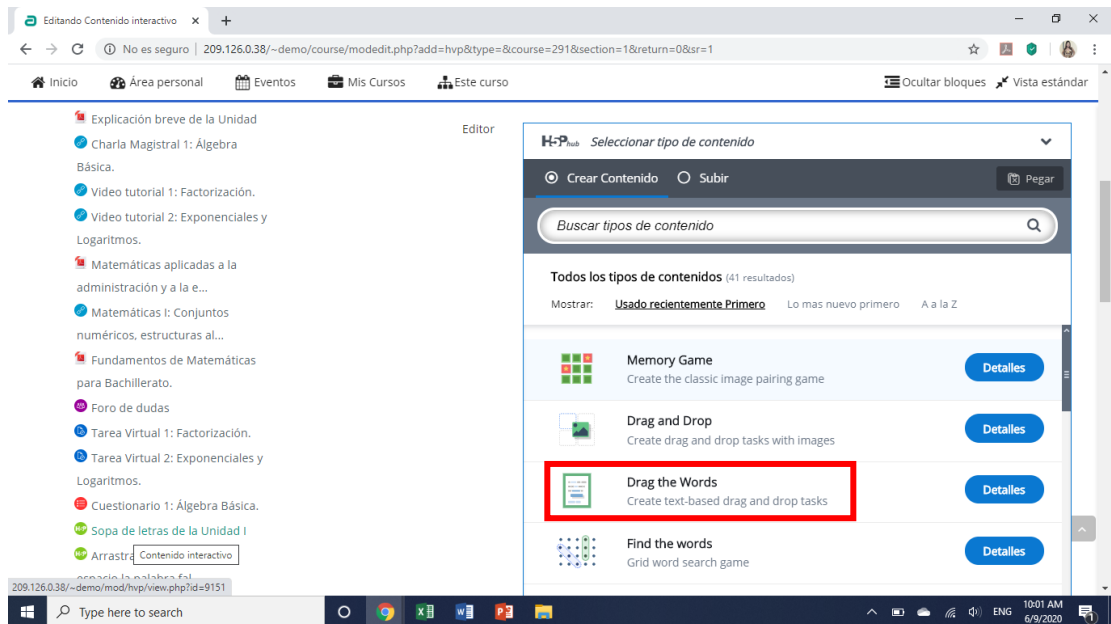 Editando Contenido interactivo
No es seguro | 209.126.0.38/~demo/course/modedit.php?add=hvp&type=&course=291&section=1&return=0&sr=1
Inicio Área personal Eventos Mis Cursos Este curso Ocultar bloques Vista estándar
Explicación breve de la Unidad
Charla Magistral 1: Álgebra
Básica.
Video tutorial 1: Factorización.
Video tutorial 2: Exponenciales y
Logaritmos.
Matemáticas aplicadas a la
administración y a la e...
Matemáticas I: Conjuntos
numéricos, estructuras al...
Fundamentos de Matemáticas
para Bachillerato.
Foro de dudas
Tarea Virtual 1: Factorización.
Tarea Virtual 2: Exponenciales y
Logaritmos.
Cuestionario 1: Álgebra Básica.
Sopa de letras de la Unidad I
Arrastra
Contenido interactivo
209.126.0.38/~demo/mod/hvp/view.php?id=9151
Editor
H5P hub Seleccionar tipo de contenido
Crear Contenido Subir Pegar
Buscar tipos de contenido
Todos los tipos de contenidos (41 resultados)
Mostrar: Usado recientemente Primero Lo mas nuevo primero A a la Z
Memory Game
Create the classic image pairing game
Detalles
Drag and Drop
Create drag and drop tasks with images
Detalles
Drag the Words
Create text-based drag and drop tasks
Detalles
Find the words
Grid word search game
Detalles
Type here to search
ENG
10:01 AM
6/9/2020